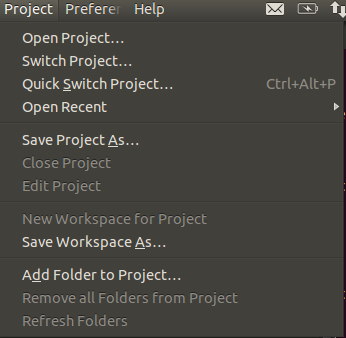 Project Preferer Help
Open Project...
Switch Project...
Quick Switch Project... Ctrl+Alt+P
Open Recent
Save Project As...
Close Project
Edit Project
New Workspace for Project
Save Workspace As...
Add Folder to Project...
Remove all Folders from Project
Refresh Folders